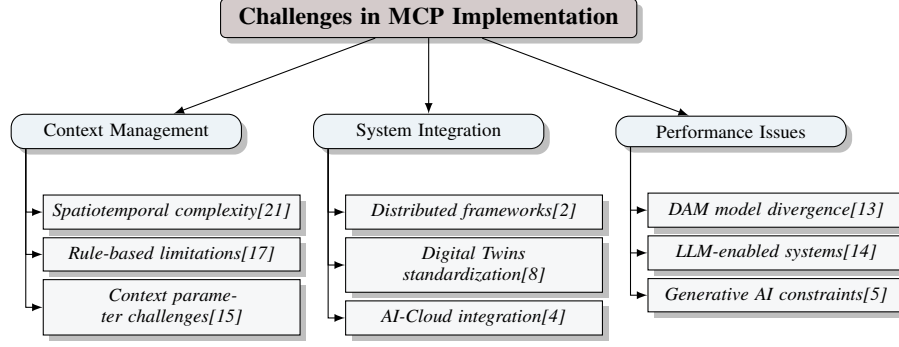 Challenges in MCP Implementation
Context Management
Spatiotemporal complexity[21]
Rule-based limitations[17]
Context parame-
ter challenges[15]
System Integration
Distributed frameworks[2]
Digital Twins
standardization[8]
AI-Cloud integration[4]
Performance Issues
DAM model divergence[13]
LLM-enabled systems[14]
Generative AI constraints[5]